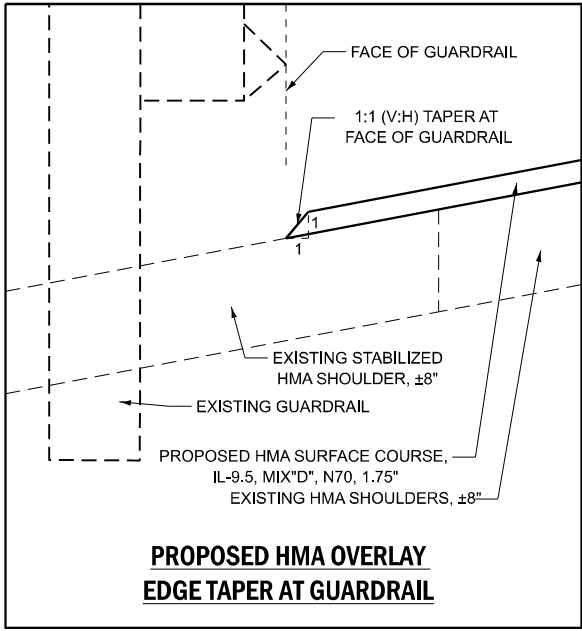 FACE OF GUARDRAIL
1:1 (V:H) TAPER AT
FACE OF GUARDRAIL
1
1
EXISTING STABILIZED
HMA SHOULDER, ±8"
EXISTING GUARDRAIL
PROPOSED HMA SURFACE COURSE,
IL-9.5, MIX"D", N70, 1.75"
EXISTING HMA SHOULDERS, ±8"
PROPOSED HMA OVERLAY
EDGE TAPER AT GUARDRAIL